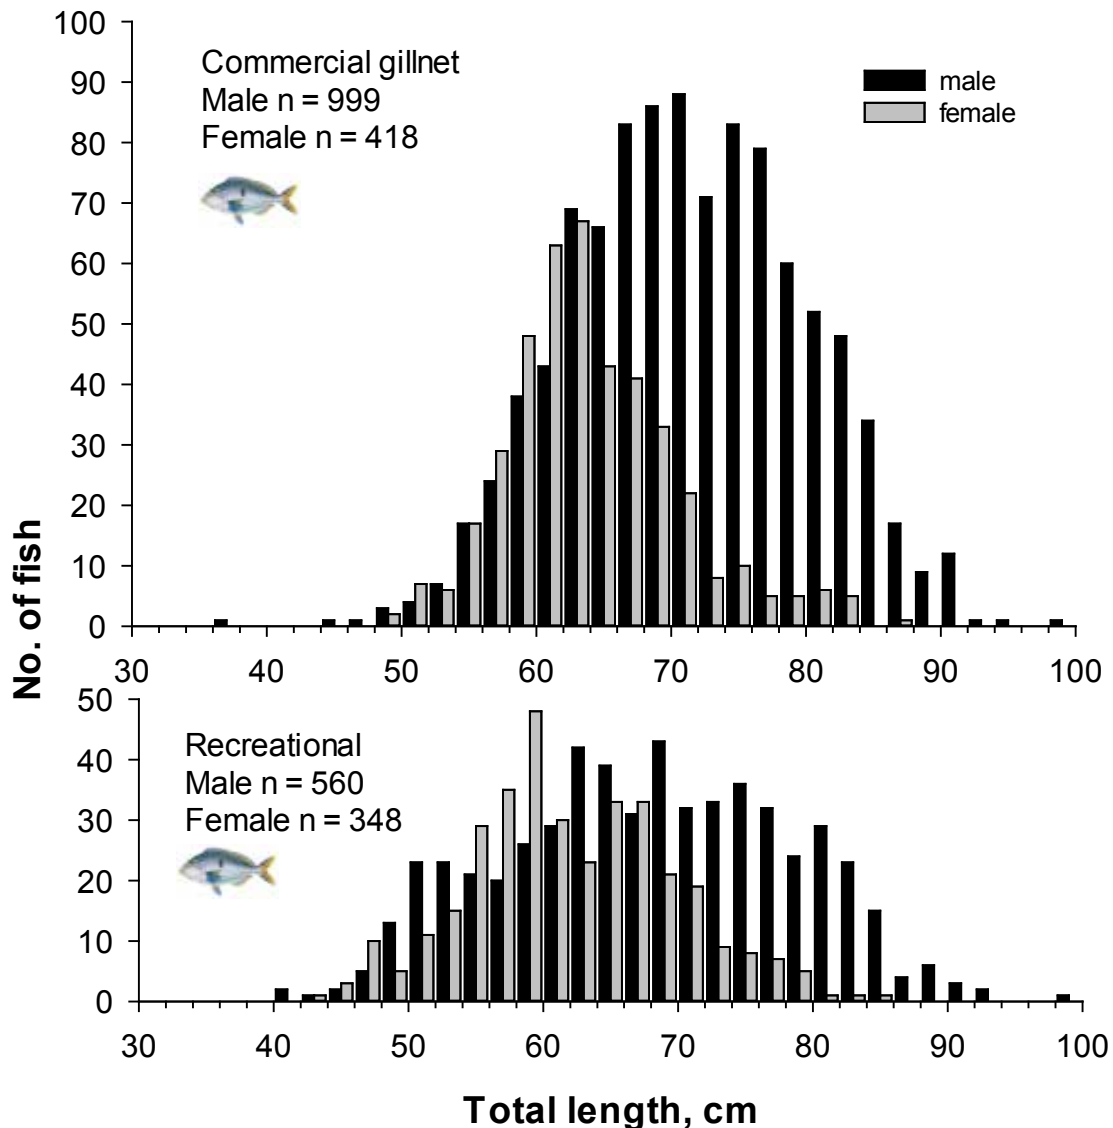 100
90
80
70
60
50
40
30
20
10
0
Commercial gillnet
Male n = 999
Female n = 418
male
female
30 40 50 60 70 80 90 100
No. of fish
50
40
30
20
10
0
Recreational
Male n = 560
Female n = 348
30 40 50 60 70 80 90 100
Total length, cm